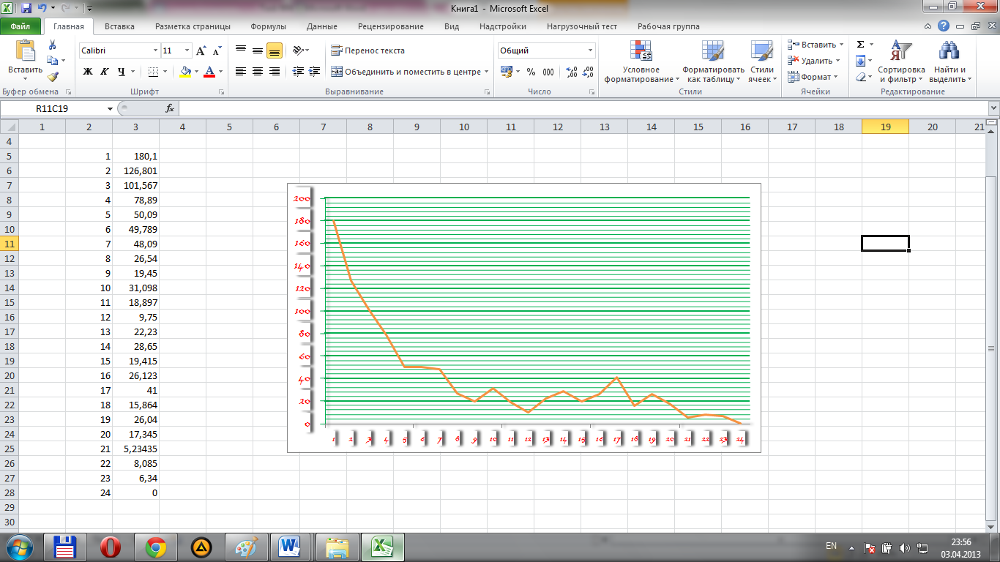 Книга1 - Microsoft Excel
Файл Главная Вставка Разметка страницы Формулы Данные Рецензирование Вид Надстройки Нагрузочный тест Рабочая группа
Вставить
Буфер обмена
Calibri 11
Ж К Ч
Шрифт
Перенос текста
Объединить и поместить в центре
Выравнивание
Общий
% 000 ,00 ,0
Число
Условное форматирование
Форматировать как таблицу
Стили ячеек
Стили
Вставить
Удалить
Формат
Ячейки
Σ
Сортировка и фильтр
Найти и выделить
Редактирование
R11C19 fx
1 2 3 4 5 6 7 8 9 10 11 12 13 14 15 16 17 18 19 20 21
4
5 1 180,1
6 2 126,801
7 3 101,567
8 4 78,89
9 5 50,09
10 6 49,789
11 7 48,09
12 8 26,54
13 9 19,45
14 10 31,098
15 11 18,897
16 12 9,75
17 13 22,23
18 14 28,65
19 15 19,415
20 16 26,123
21 17 41
22 18 15,864
23 19 26,04
24 20 17,345
25 21 5,23435
26 22 8,085
27 23 6,34
28 24 0
29
30
200
180
160
140
120
100
80
60
40
20
0
1 2 3 4 5 6 7 8 9 10 11 12 13 14 15 16 17 18 19 20 21 22 23 24
EN
23:56
03.04.2013